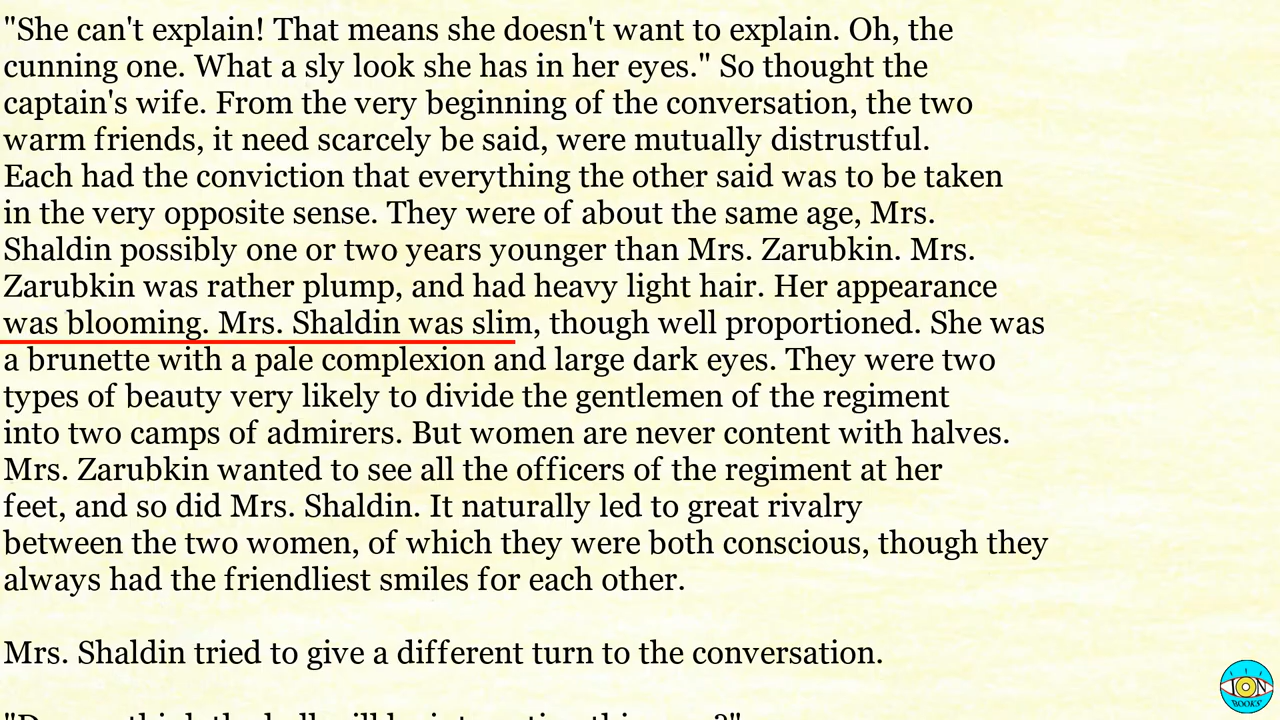 "She can't explain! That means she doesn't want to explain. Oh, the
cunning one. What a sly look she has in her eyes." So thought the
captain's wife. From the very beginning of the conversation, the two
warm friends, it need scarcely be said, were mutually distrustful.
Each had the conviction that everything the other said was to be taken
in the very opposite sense. They were of about the same age, Mrs.
Shaldin possibly one or two years younger than Mrs. Zarubkin. Mrs.
Zarubkin was rather plump, and had heavy light hair. Her appearance
was blooming. Mrs. Shaldin was slim, though well proportioned. She was
a brunette with a pale complexion and large dark eyes. They were two
types of beauty very likely to divide the gentlemen of the regiment
into two camps of admirers. But women are never content with halves.
Mrs. Zarubkin wanted to see all the officers of the regiment at her
feet, and so did Mrs. Shaldin. It naturally led to great rivalry
between the two women, of which they were both conscious, though they
always had the friendliest smiles for each other.
Mrs. Shaldin tried to give a different turn to the conversation.
ION
BOOKS